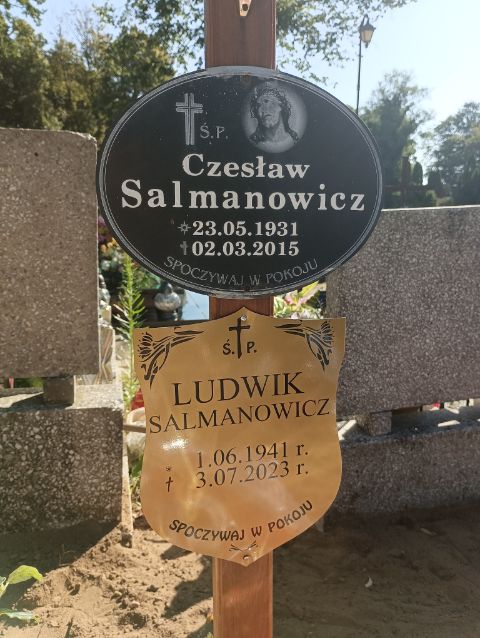 Ś.P.
Czesław
Salmanowicz
23.05.1931
02.03.2015
SPOCZYWAJ W POKOJU
Ś. P.
LUDWIK
SALMANOWICZ
* 1.06.1941 r.
† 3.07.2023 r.
SPOCZYWAJ W POKOJU